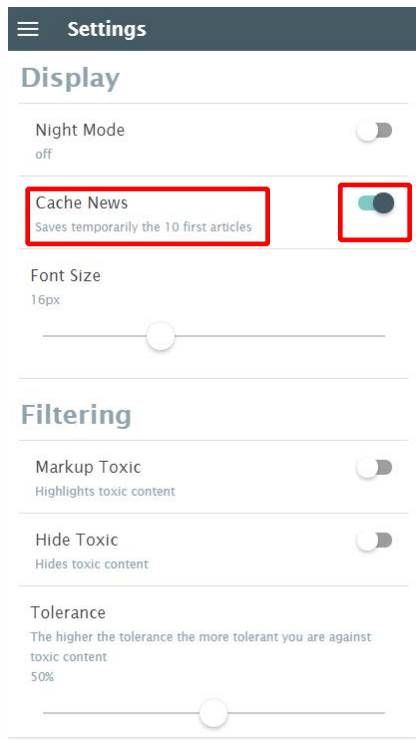 Settings
Display
Night Mode
off
Cache News
Saves temporarily the 10 first articles
Font Size
16px
Filtering
Markup Toxic
Highlights toxic content
Hide Toxic
Hides toxic content
Tolerance
The higher the tolerance the more tolerant you are against
toxic content
50%